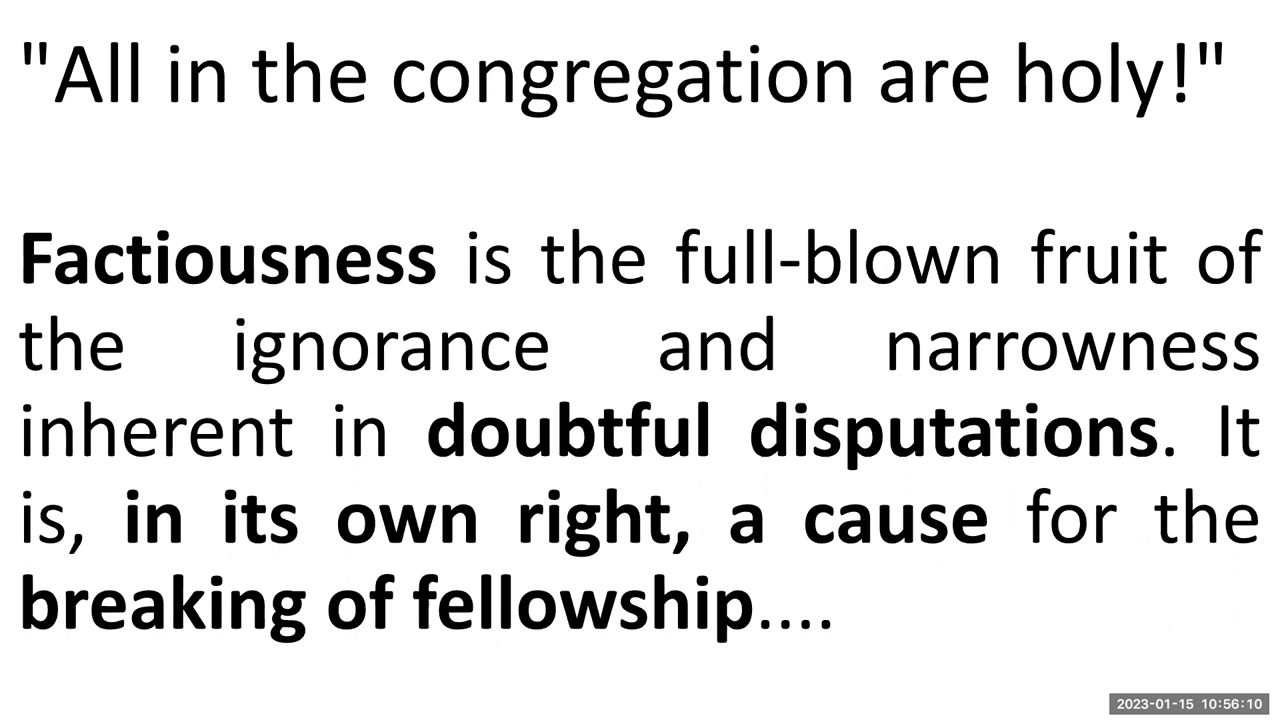 "All in the congregation are holy!"
Factiousness is the full-blown fruit of
the ignorance and narrowness
inherent in doubtful disputations. It
is, in its own right, a cause for the
breaking of fellowship....
2023-01-15 10:56:10